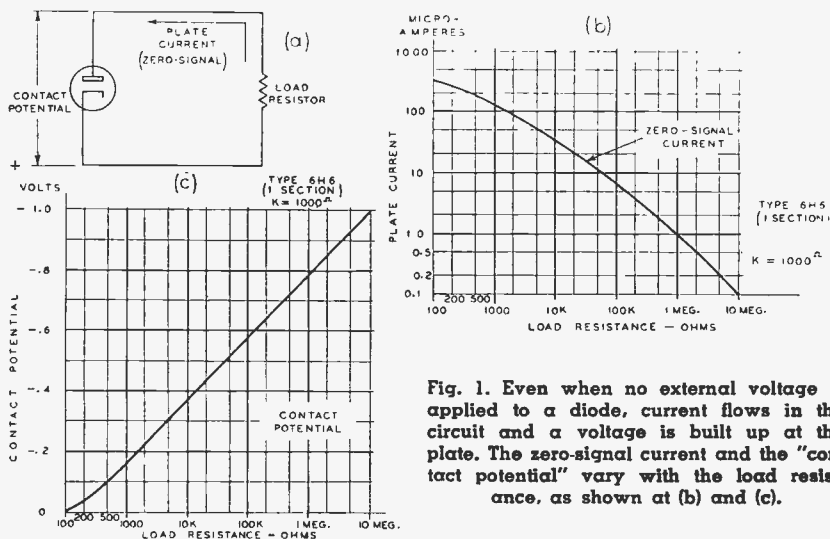 (a)
PLATE
CURRENT
(ZERO-SIGNAL)
CONTACT
POTENTIAL
LOAD
RESISTOR
+
(b)
MICRO-
AMPERES
1000
100
10
1.0
0.5
0.2
0.1
PLATE CURRENT
ZERO-SIGNAL
CURRENT
TYPE 6H6
(1 SECTION)
K = 1000Ω
100 200 500 1000 10K 100K 1 MEG. 10 MEG.
LOAD RESISTANCE — OHMS
(c)
VOLTS
TYPE 6H6
(1 SECTION)
K = 1000Ω
- 1.0
-.8
-.6
-.4
-.2
0
CONTACT POTENTIAL
CONTACT
POTENTIAL
100 200 500 1000 10K 100K 1 MEG. 10 MEG.
LOAD RESISTANCE — OHMS
Fig. 1. Even when no external voltage
applied to a diode, current flows in th
circuit and a voltage is built up at th
plate. The zero-signal current and the "con
tact potential" vary with the load resis
ance, as shown at (b) and (c).